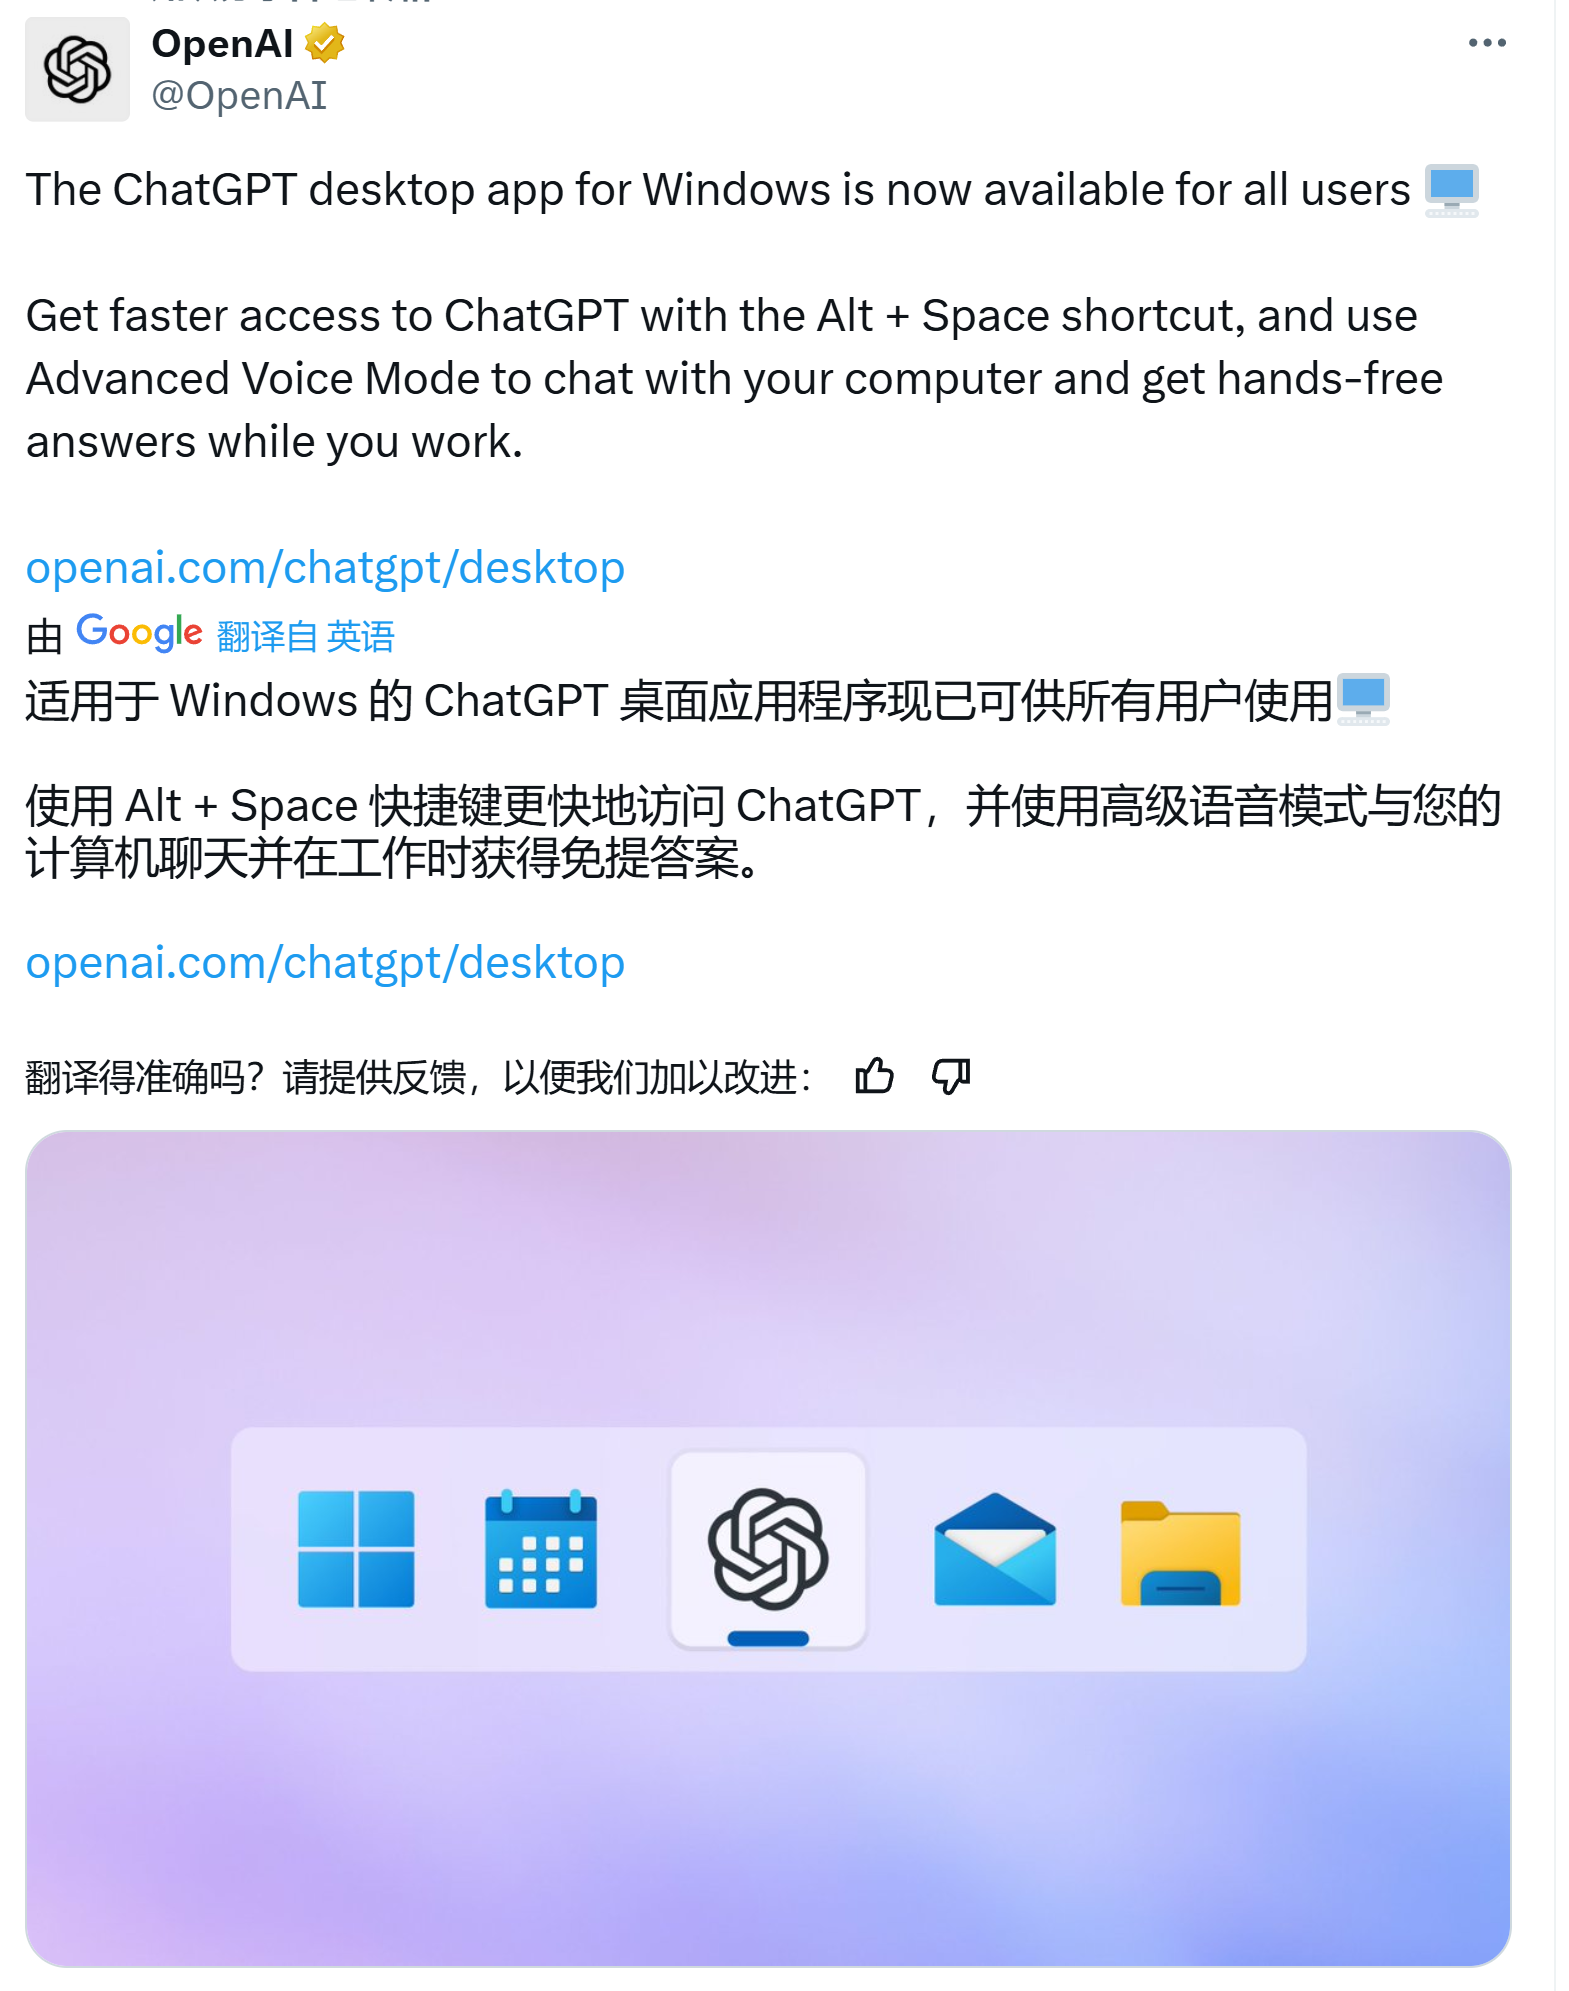 OpenAI
@OpenAI
The ChatGPT desktop app for Windows is now available for all users
Get faster access to ChatGPT with the Alt + Space shortcut, and use
Advanced Voice Mode to chat with your computer and get hands-free
answers while you work.
openai.com/chatgpt/desktop
由 Google 翻译自 英语
适用于 Windows 的 ChatGPT 桌面应用程序现已可供所有用户使用
使用 Alt + Space 快捷键更快地访问 ChatGPT，并使用高级语音模式与您的
计算机聊天并在工作时获得免提答案。
openai.com/chatgpt/desktop
翻译得准确吗？请提供反馈，以便我们加以改进：